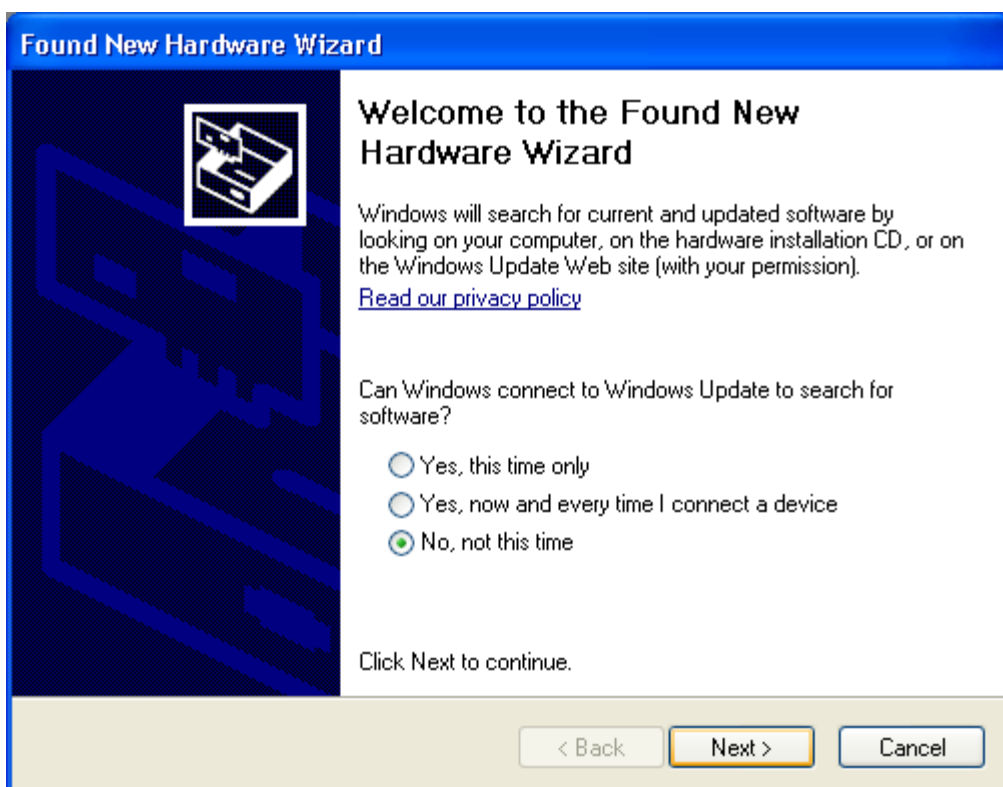 Found New Hardware Wizard
Welcome to the Found New
Hardware Wizard
Windows will search for current and updated software by
looking on your computer, on the hardware installation CD, or on
the Windows Update Web site (with your permission).
Read our privacy policy
Can Windows connect to Windows Update to search for
software?
Yes, this time only
Yes, now and every time I connect a device
No, not this time
Click Next to continue.
< Back Next > Cancel